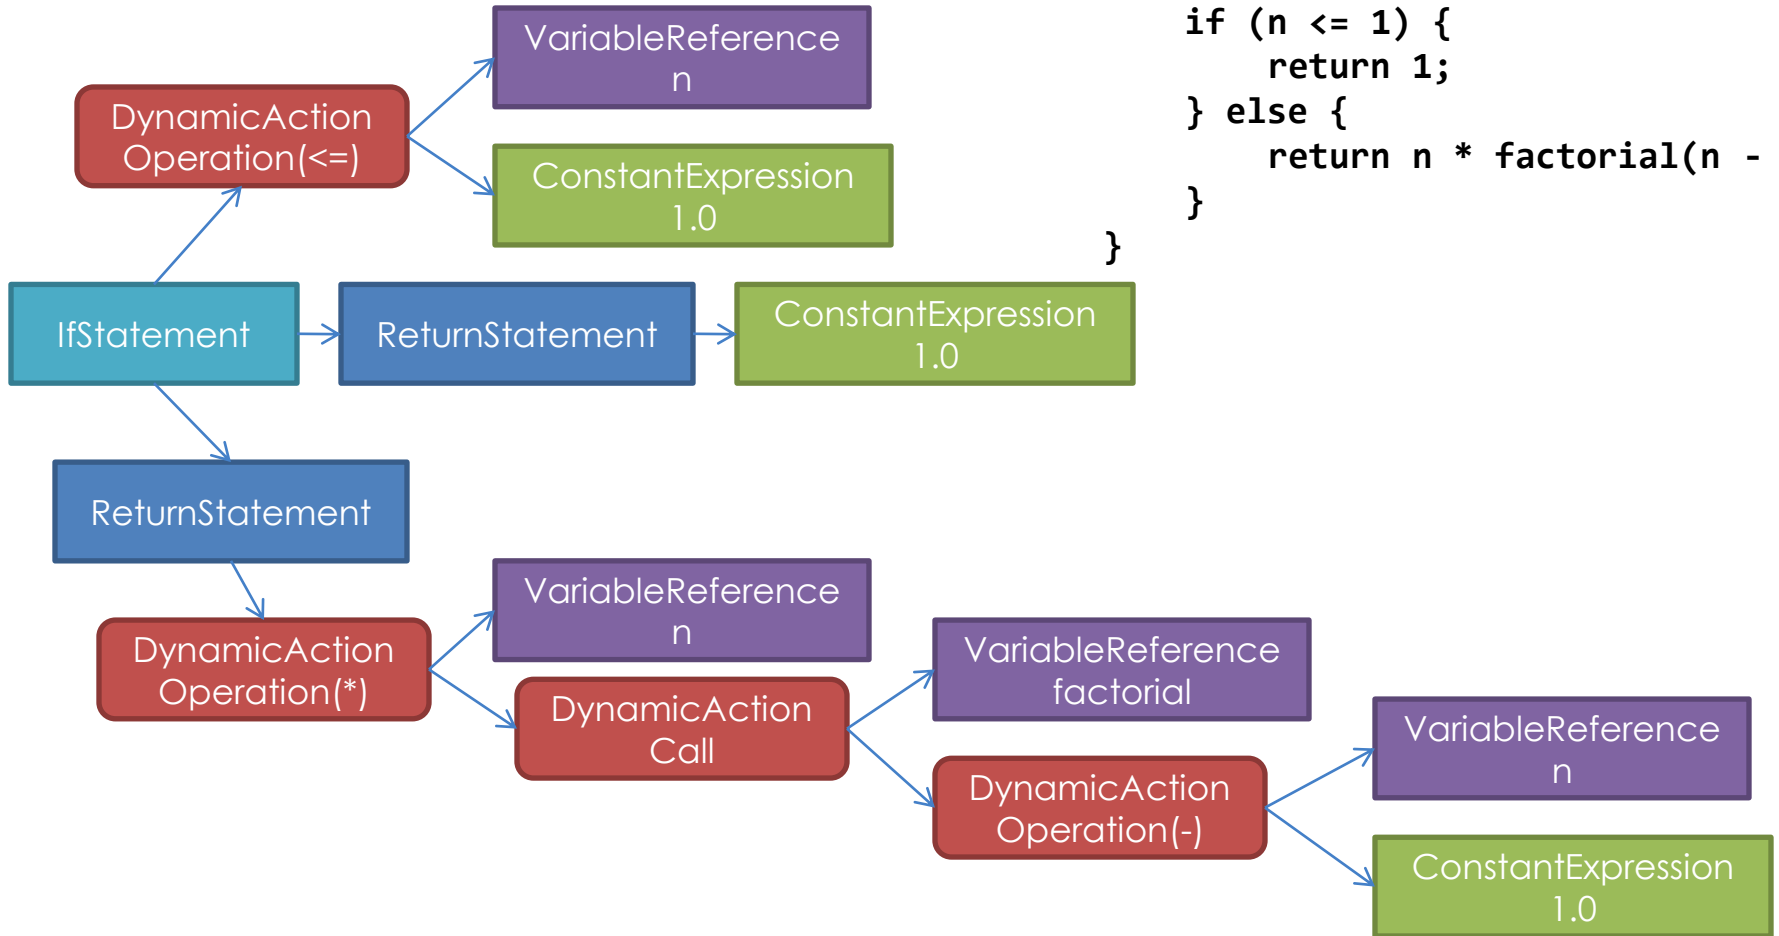 VariableReference
n
if (n <= 1) {
return 1;
} else {
return n * factorial(n -
}
}
DynamicAction
Operation(<=)
ConstantExpression
1.0
IfStatement
ReturnStatement
ConstantExpression
1.0
ReturnStatement
VariableReference
n
DynamicAction
Operation(*)
VariableReference
factorial
DynamicAction
Call
VariableReference
n
DynamicAction
Operation(-)
ConstantExpression
1.0